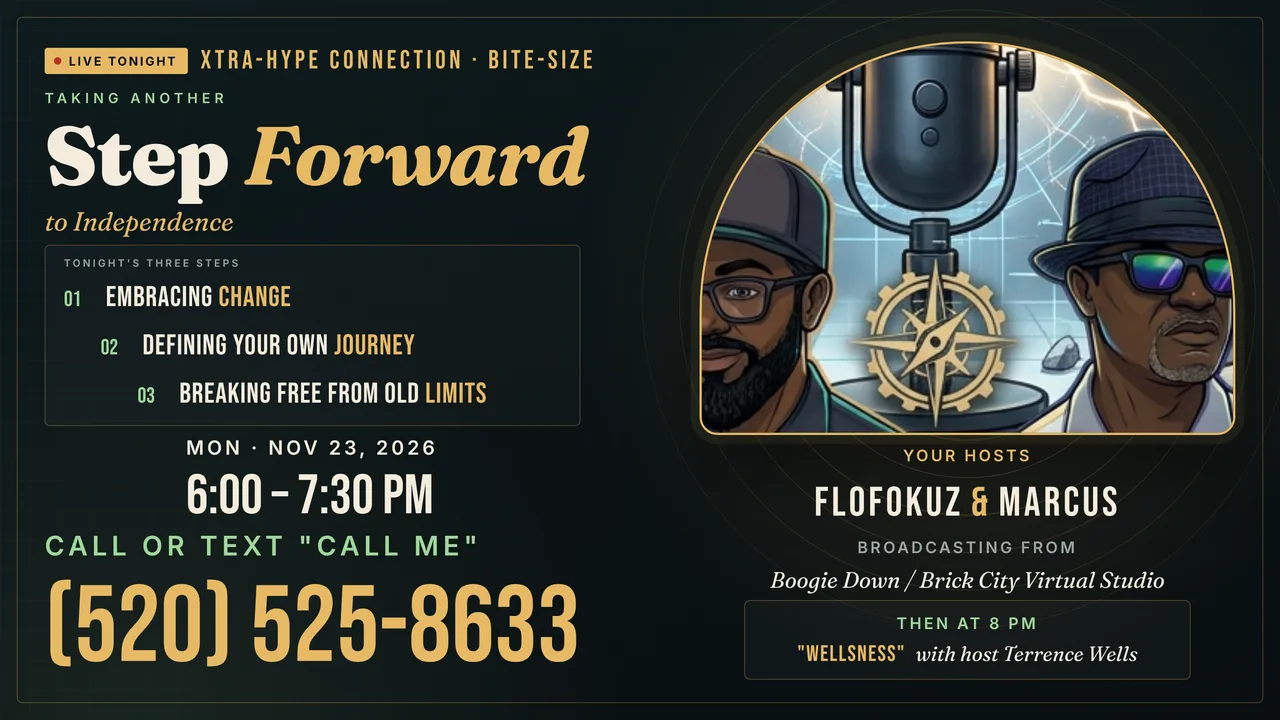 LIVE TONIGHT XTRA-HYPE CONNECTION · BITE-SIZE
TAKING ANOTHER
Step Forward
to Independence
TONIGHT'S THREE STEPS
01 EMBRACING CHANGE
02 DEFINING YOUR OWN JOURNEY
03 BREAKING FREE FROM OLD LIMITS
MON · NOV 23, 2026
6:00 – 7:30 PM
CALL OR TEXT "CALL ME"
(520) 525-8633
YOUR HOSTS
FLOFOKUZ & MARCUS
BROADCASTING FROM
Boogie Down / Brick City Virtual Studio
THEN AT 8 PM
"WELLSNESS" with host Terrence Wells